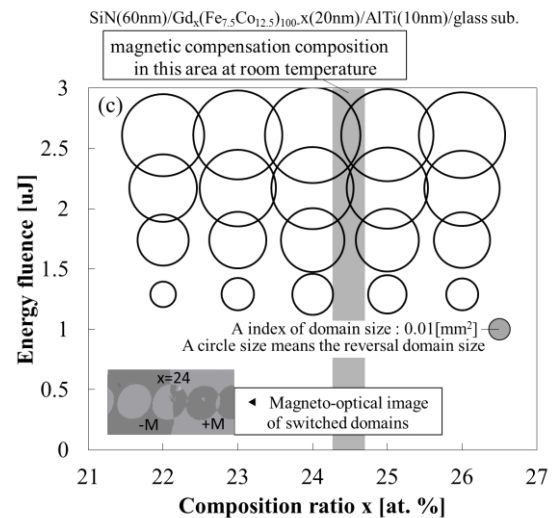 SiN(60nm)/Gdₓ(Fe₇.₅Co₁₂.₅)₁₀₀₋x(20nm)/AlTi(10nm)/glass sub.
magnetic compensation composition
in this area at room temperature
(c)
3
2.5
2
1.5
1
0.5
0
Energy fluence [uJ]
A index of domain size : 0.01[mm²]
A circle size means the reversal domain size
x=24
-M
+M
◄ Magneto-optical image
of switched domains
21
22
23
24
25
26
27
Composition ratio x [at. %]